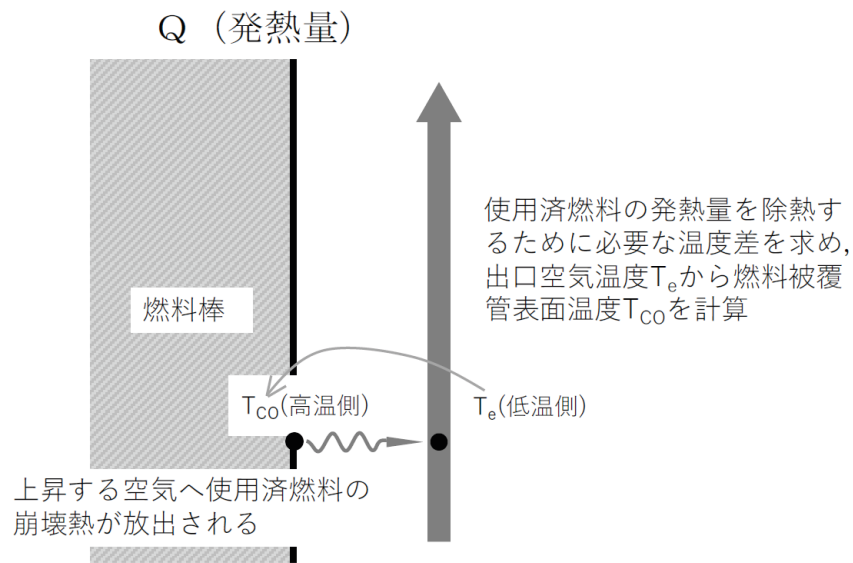 Q (発熱量)
使用済燃料の発熱量を除熱す
るために必要な温度差を求め,
出口空気温度Teから燃料被覆
管表面温度TCOを計算
燃料棒
TCO(高温側)
Te(低温側)
上昇する空気へ使用済燃料の
崩壊熱が放出される